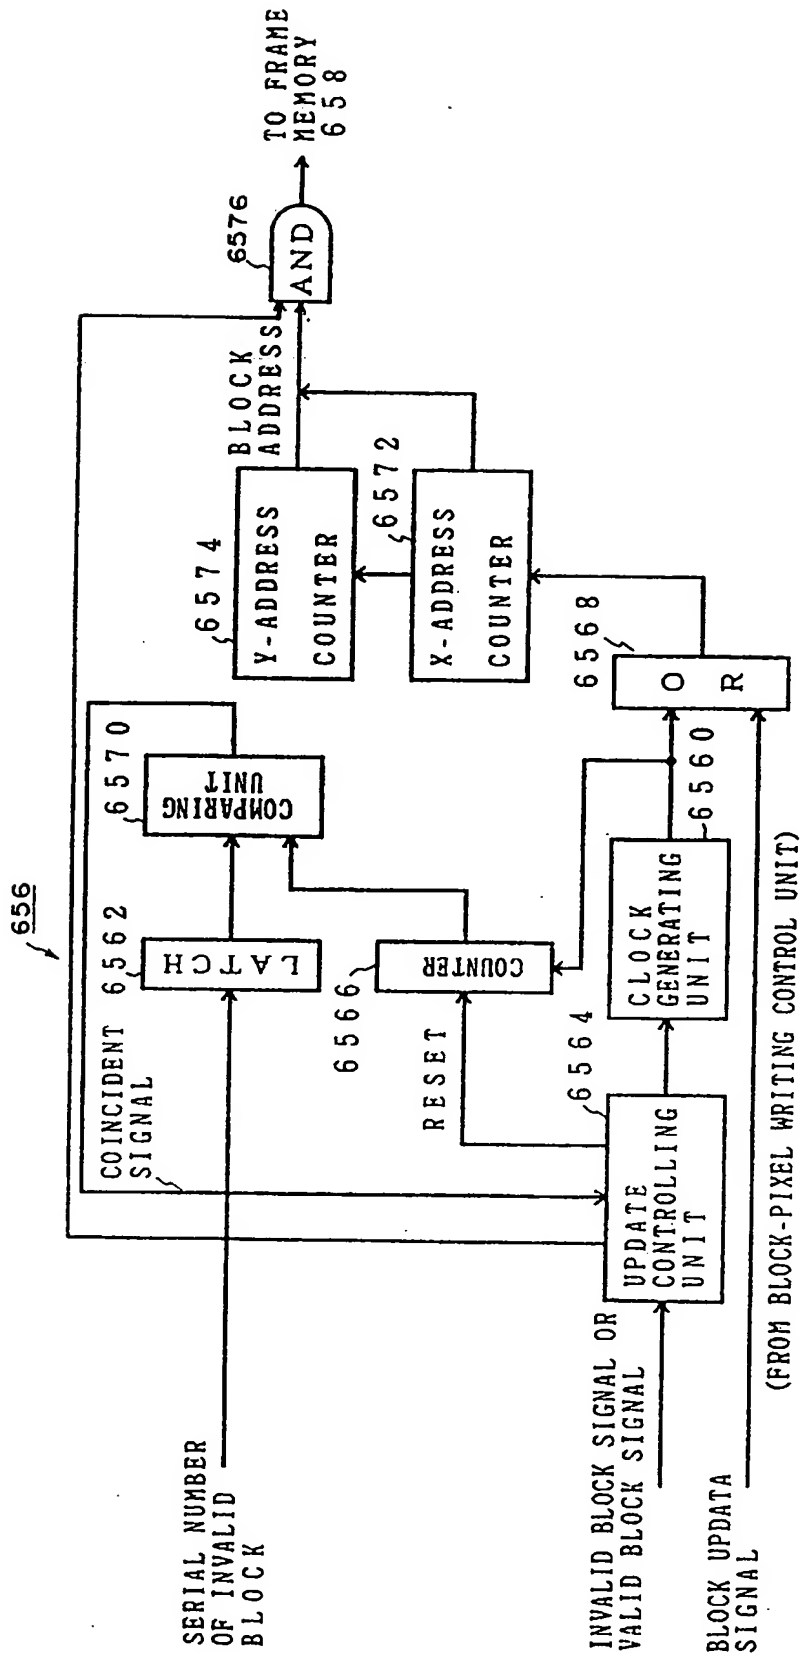 656
SERIAL NUMBER
OF INVALID
BLOCK
COINCIDENT
SIGNAL
6562
LATCH
6570
COMPARING
UNIT
6566
COUNTER
RESET
6574
Y-ADDRESS
COUNTER
6572
X-ADDRESS
COUNTER
BLOCK
ADDRESS
6576
AND
TO FRAME
MEMORY
658
INVALID BLOCK SIGNAL OR
VALID BLOCK SIGNAL
6564
UPDATE
CONTROLLING
UNIT
CLOCK
GENERATING
UNIT
6560
6568
OR
BLOCK UPDATA
SIGNAL
(FROM BLOCK-PIXEL WRITING CONTROL UNIT)